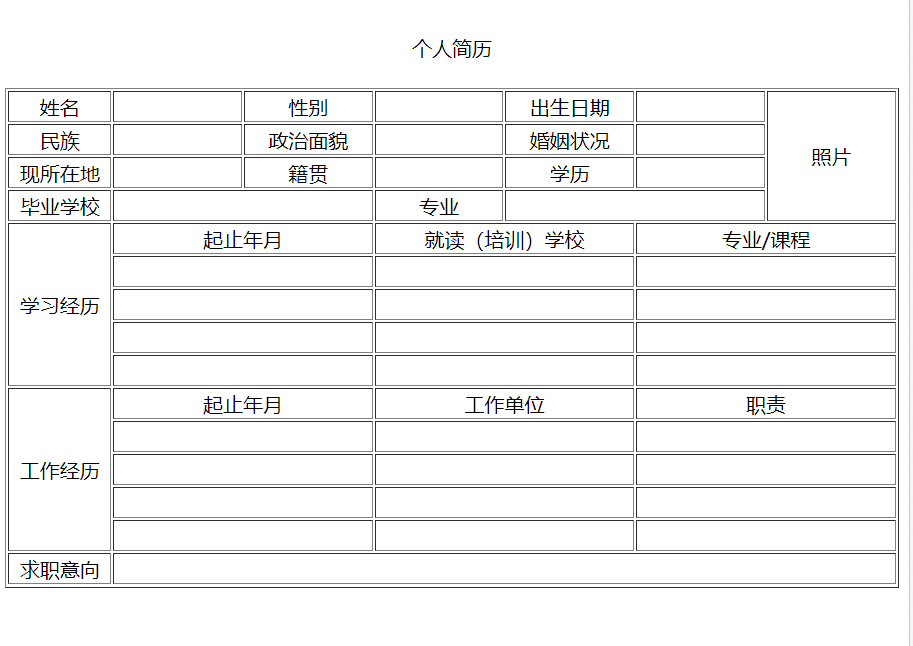 个人简历
姓名 性别 出生日期 照片
民族 政治面貌 婚姻状况
现所在地 籍贯 学历
毕业学校 专业
学习经历 起止年月 就读（培训）学校 专业/课程
工作经历 起止年月 工作单位 职责
求职意向